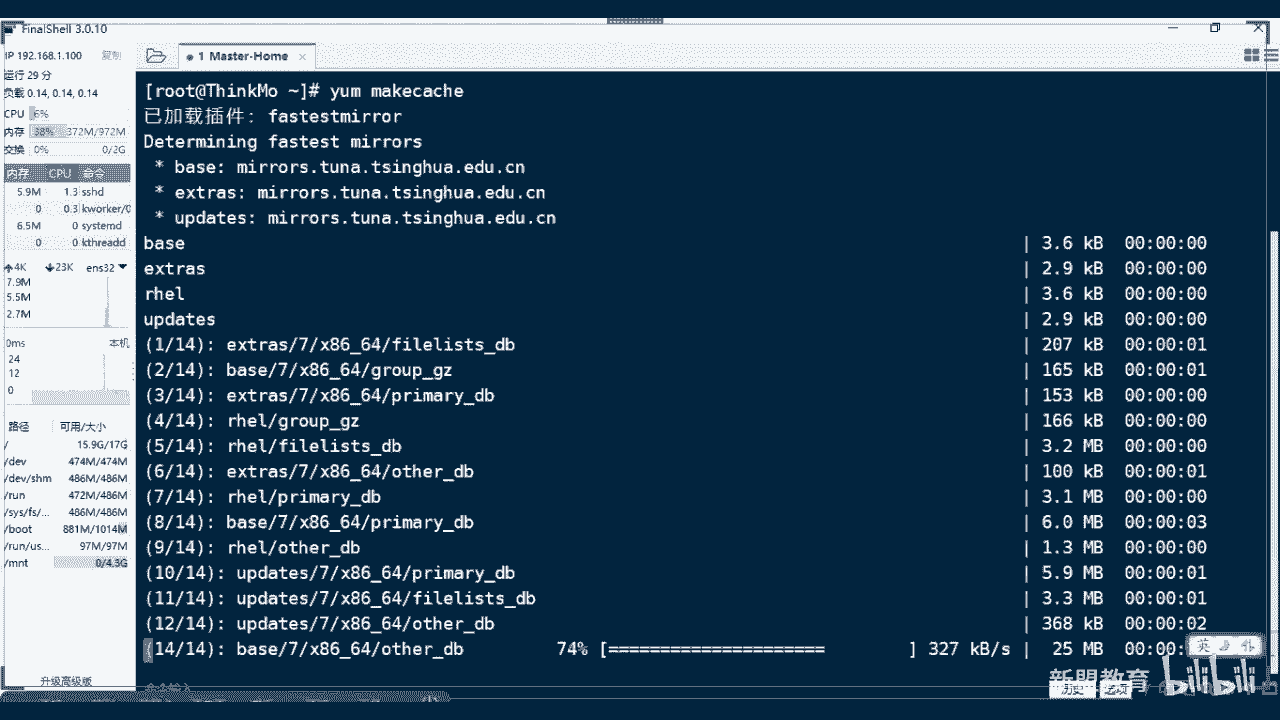 FinalShell 3.0.10
IP 192.168.1.100 复制
运行 29 分
负载 0.14, 0.14, 0.14
CPU 6%
内存 38% 372M/972M
交换 0% 0/2G
内存 CPU 命令
5.9M 1.3 sshd
0 0.3 kworker/0
6.5M 0 systemd
0 0 kthreadd
4K 23K ens32
7.9M
5.5M
2.7M
0ms 本机
24
12
0
路径 可用/大小
/ 15.9G/17G
/dev 474M/474M
/dev/shm 486M/486M
/run 472M/486M
/sys/fs/... 486M/486M
/boot 881M/1014M
/run/us... 97M/97M
/mnt 0/4.3G
升级高级版
1 Master-Home
[root@ThinkMo ~]# yum makecache
已加载插件: fastestmirror
Determining fastest mirrors
* base: mirrors.tuna.tsinghua.edu.cn
* extras: mirrors.tuna.tsinghua.edu.cn
* updates: mirrors.tuna.tsinghua.edu.cn
base | 3.6 kB 00:00:00
extras | 2.9 kB 00:00:00
rhel | 3.6 kB 00:00:00
updates | 2.9 kB 00:00:00
(1/14): extras/7/x86_64/filelists_db | 207 kB 00:00:01
(2/14): base/7/x86_64/group_gz | 165 kB 00:00:01
(3/14): extras/7/x86_64/primary_db | 153 kB 00:00:01
(4/14): rhel/group_gz | 166 kB 00:00:00
(5/14): rhel/filelists_db | 3.2 MB 00:00:00
(6/14): extras/7/x86_64/other_db | 100 kB 00:00:01
(7/14): rhel/primary_db | 3.1 MB 00:00:00
(8/14): base/7/x86_64/primary_db | 6.0 MB 00:00:03
(9/14): rhel/other_db | 1.3 MB 00:00:00
(10/14): updates/7/x86_64/primary_db | 5.9 MB 00:00:01
(11/14): updates/7/x86_64/filelists_db | 3.3 MB 00:00:01
(12/14): updates/7/x86_64/other_db | 368 kB 00:00:02
(14/14): base/7/x86_64/other_db 74% [===================== ] 327 kB/s | 25 MB 00:00:
英
新盟教育
bilibili